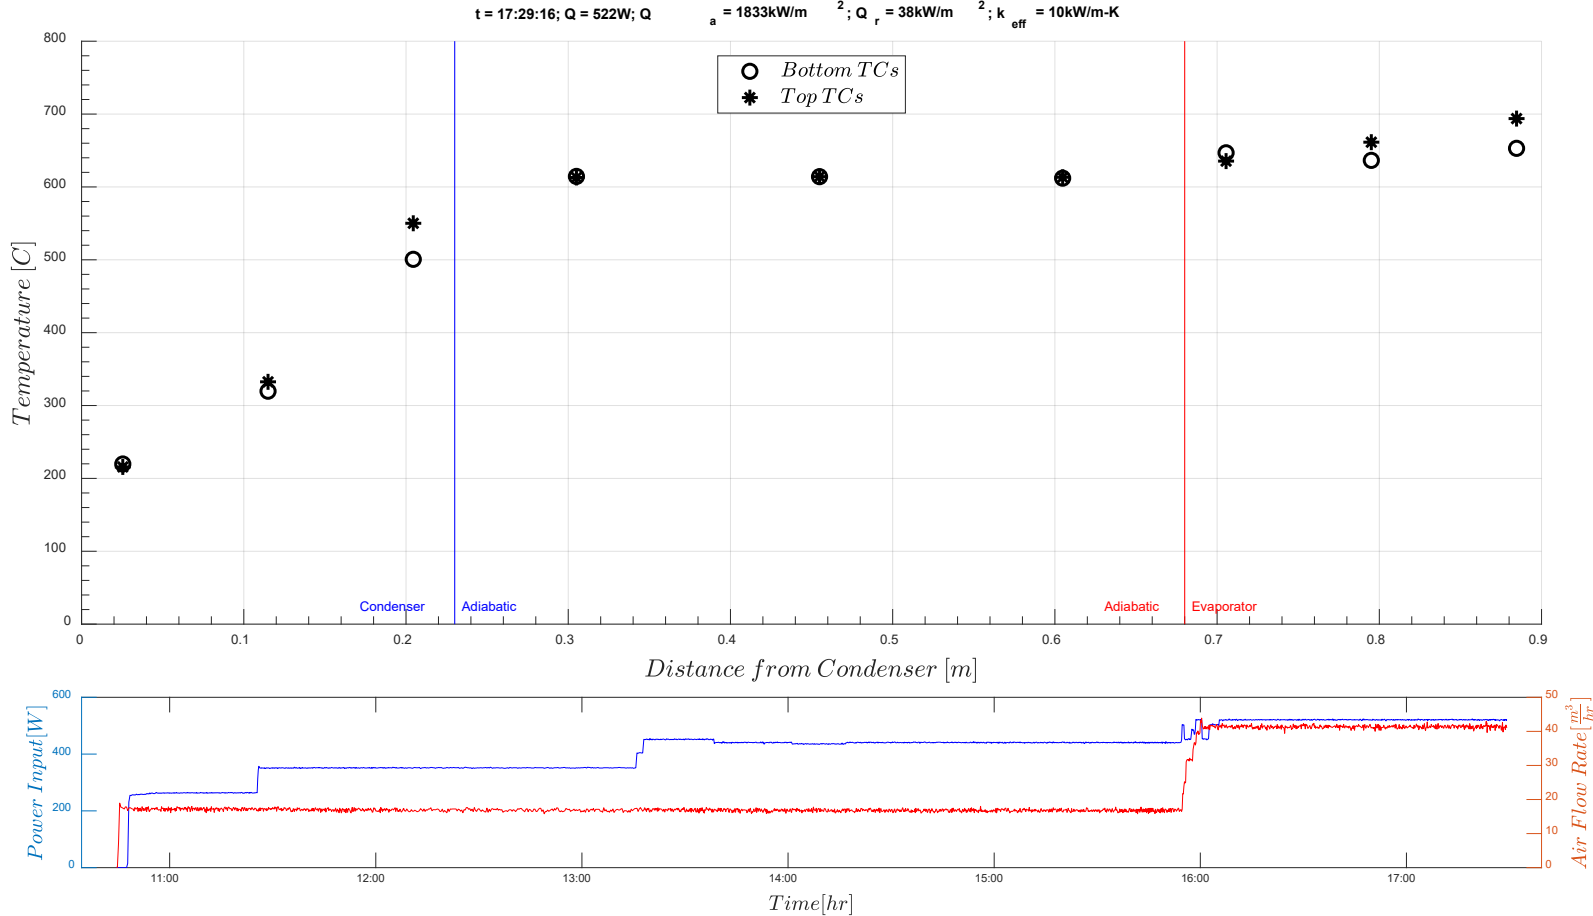 t = 17:29:16; Q = 522W; Q a = 1833kW/m 2; Q r = 38kW/m 2; k eff = 10kW/m-K
800
Bottom TCs
Top TCs
700
600
500
400
300
200
100
0
Temperature [C]
Condenser
Adiabatic
Adiabatic
Evaporator
0 0.1 0.2 0.3 0.4 0.5 0.6 0.7 0.8 0.9
Distance from Condenser [m]
600
400
200
0
Power Input[W]
50
40
30
20
10
0
Air Flow Rate[m³/hr]
11:00 12:00 13:00 14:00 15:00 16:00 17:00
Time[hr]